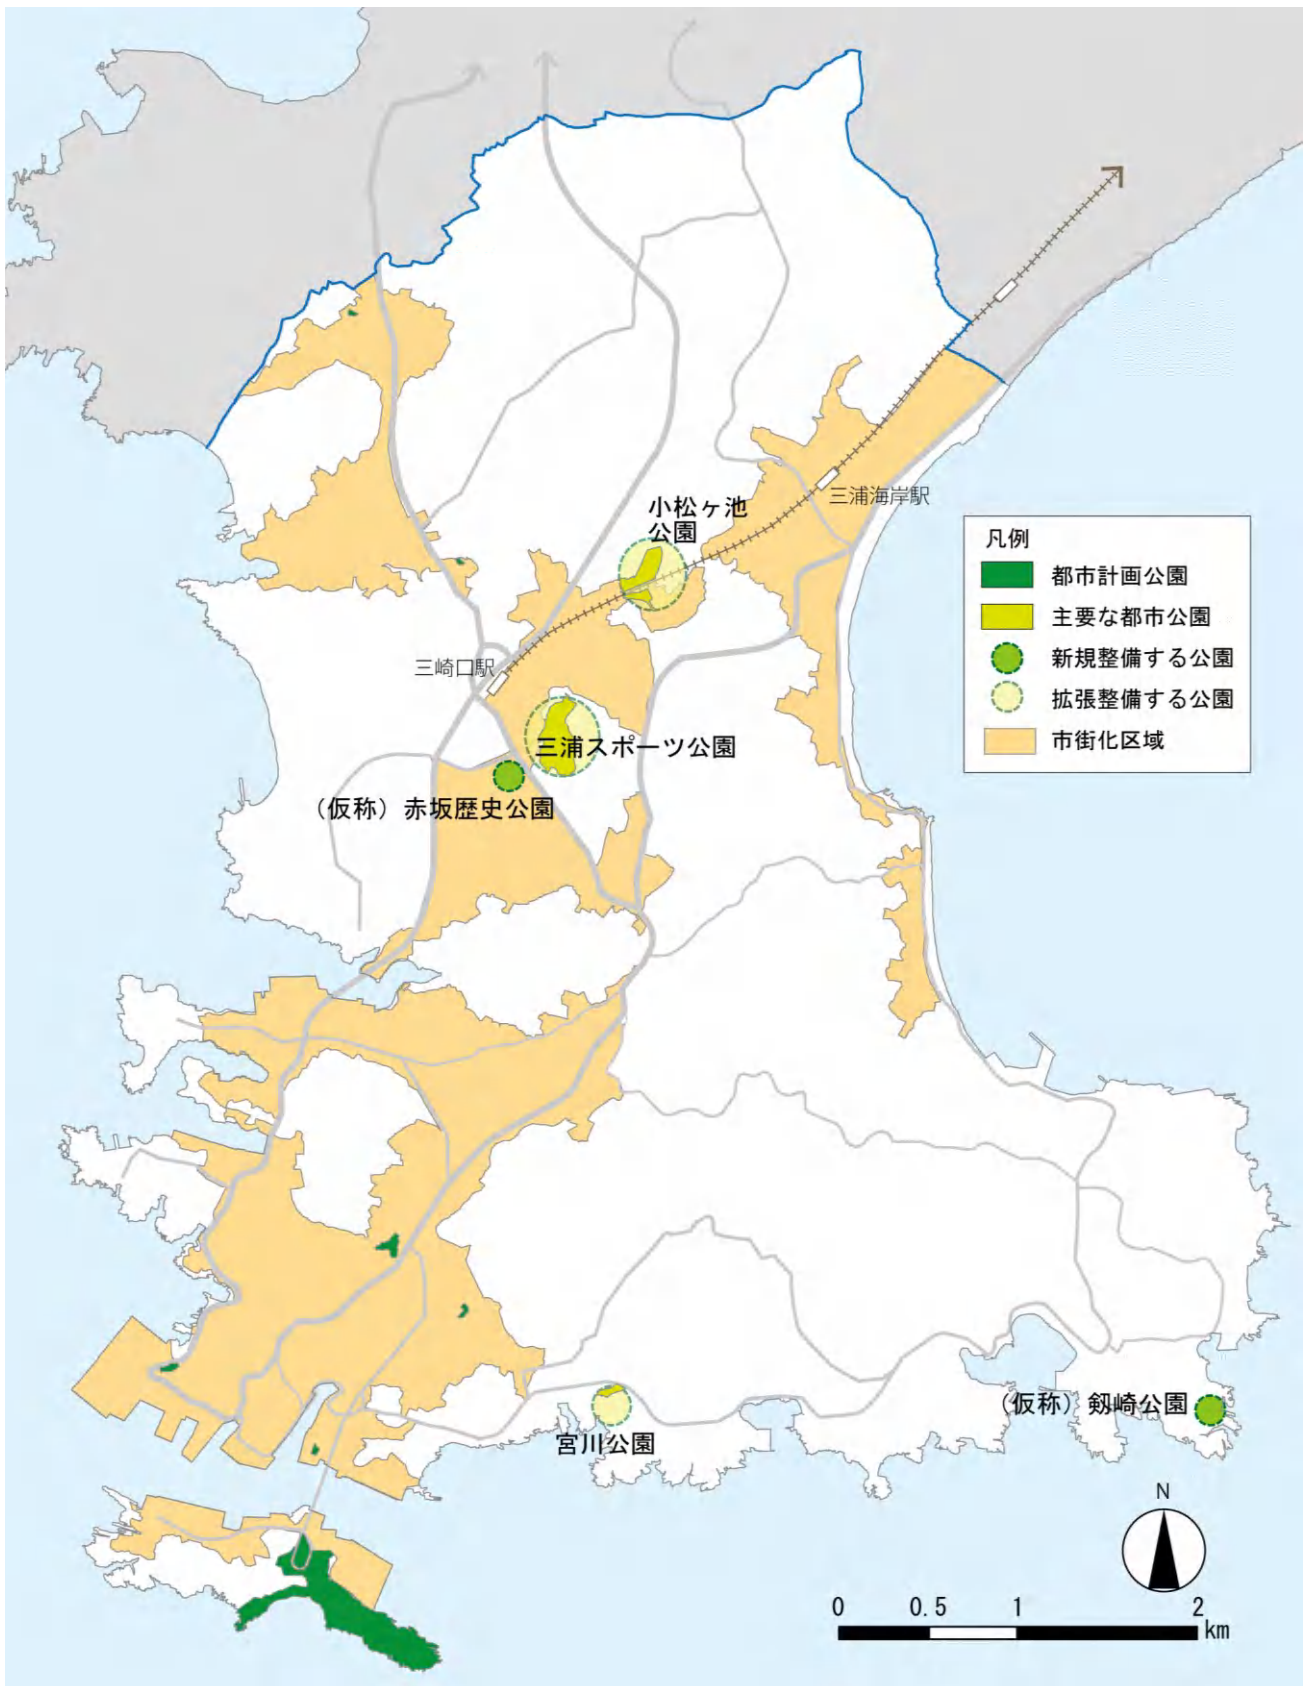 小松ヶ池
公園
三浦海岸駅
凡例
都市計画公園
主要な都市公園
新規整備する公園
拡張整備する公園
市街化区域
三崎口駅
三浦スポーツ公園
（仮称）赤坂歴史公園
（仮称）剱崎公園
宮川公園
N
0 0.5 1 2
km